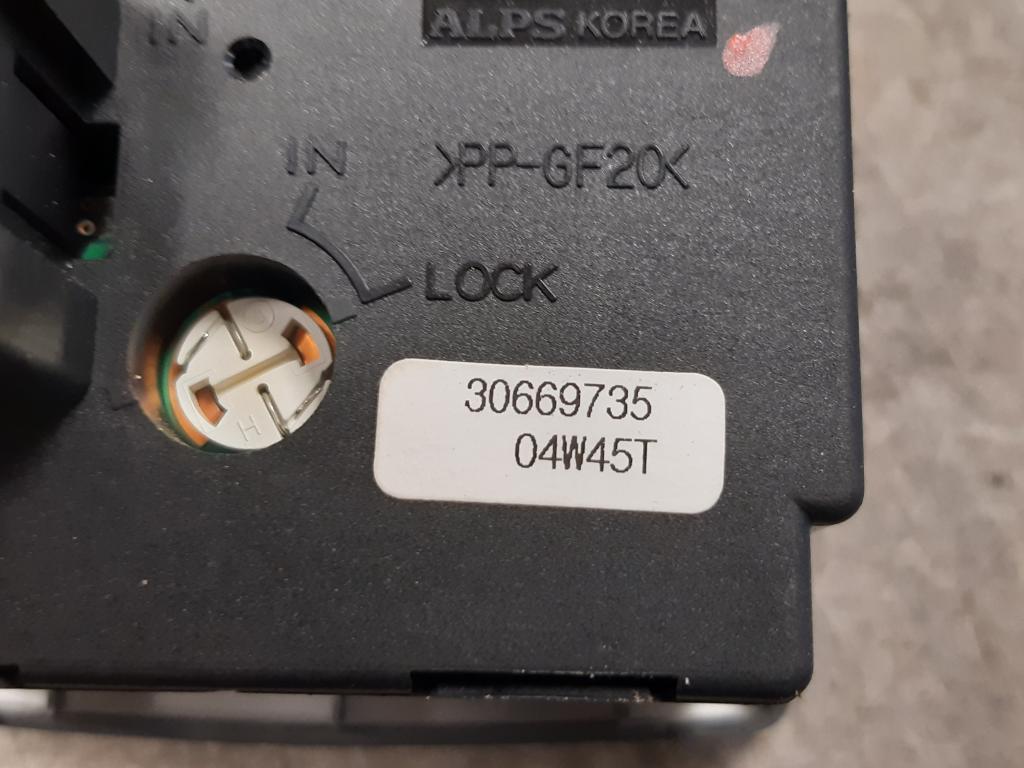 ALPS KOREA
IN
IN
>PP-GF20<
LOCK
H
30669735
04W45T